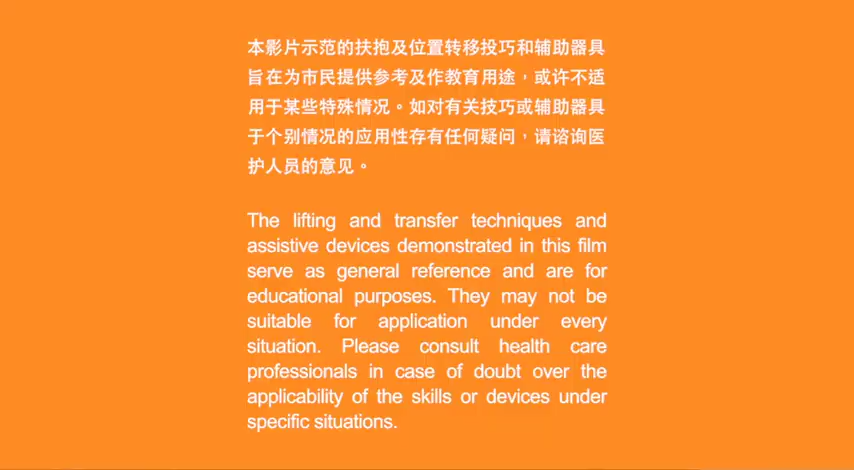 本影片示范的扶抱及位置转移投巧和辅助器具
旨在为市民提供参考及作教育用途，或许不适
用于某些特殊情况。如对有关技巧或辅助器具
于个别情况的应用性存有任何疑问，请谘询医
护人员的意见。
The lifting and transfer techniques and
assistive devices demonstrated in this film
serve as general reference and are for
educational purposes. They may not be
suitable for application under every
situation. Please consult health care
professionals in case of doubt over the
applicability of the skills or devices under
specific situations.